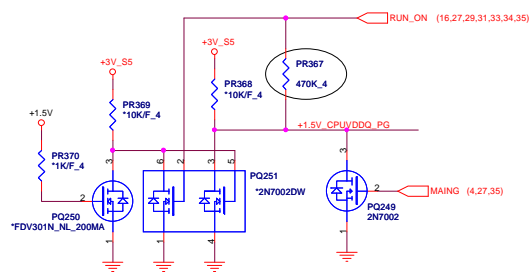 RUN_ON (16,27,29,31,33,34,35)
+3V_S5
PR367
470K_4
+3V_S5
PR368
*10K/F_4
PR369
*10K/F_4
+1.5V
+1.5V_CPUVDDQ_PG
PR370
*1K/F_4
3
6
2
3
5
3
2
PQ251
*2N7002DW
2
MAING (4,27,35)
PQ250
*FDV301N_NL_200MA
PQ249
2N7002
1
1
4
1